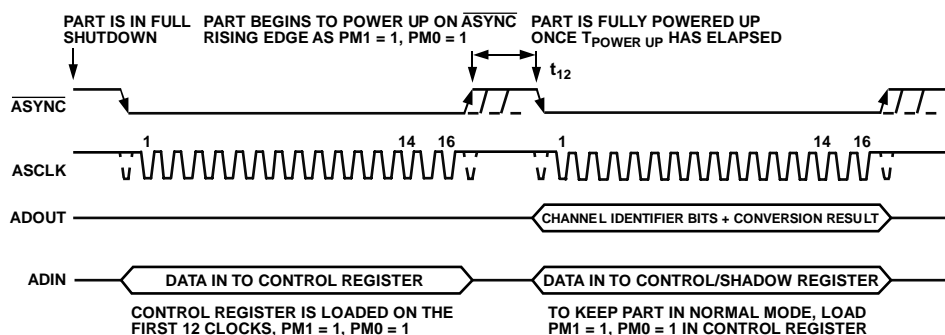 PART IS IN FULL
SHUTDOWN
PART BEGINS TO POWER UP ON ASYNC
RISING EDGE AS PM1 = 1, PM0 = 1
PART IS FULLY POWERED UP
ONCE TPOWER UP HAS ELAPSED
t12
ASYNC
1 14 16 1 14 16
ASCLK
ADOUT
CHANNEL IDENTIFIER BITS + CONVERSION RESULT
ADIN
DATA IN TO CONTROL REGISTER
DATA IN TO CONTROL/SHADOW REGISTER
CONTROL REGISTER IS LOADED ON THE
FIRST 12 CLOCKS, PM1 = 1, PM0 = 1
TO KEEP PART IN NORMAL MODE, LOAD
PM1 = 1, PM0 = 1 IN CONTROL REGISTER